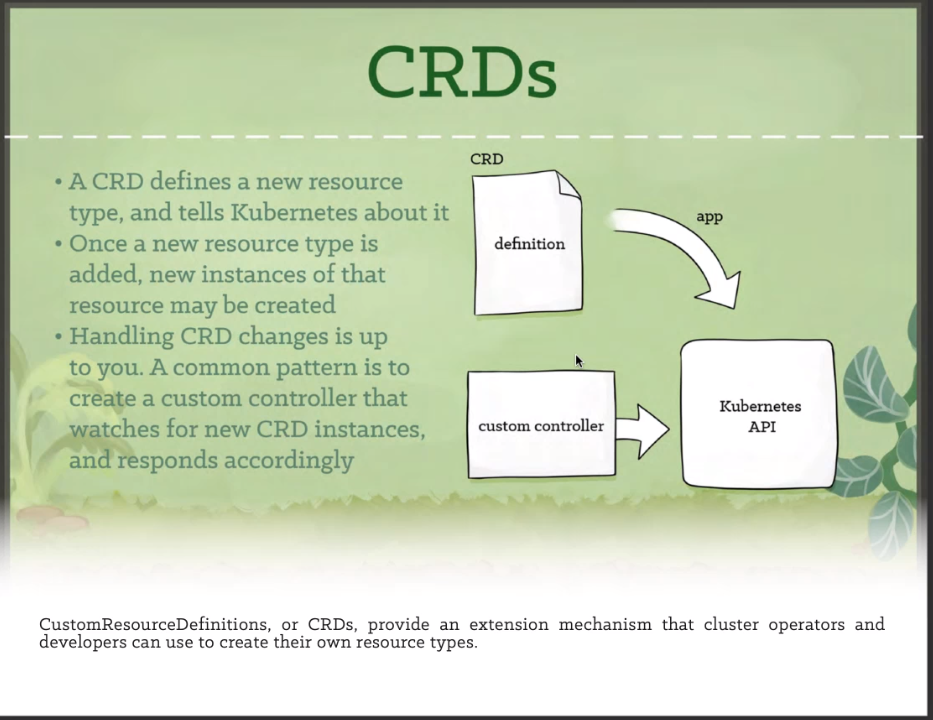 CRDs
• A CRD defines a new resource
type, and tells Kubernetes about it
• Once a new resource type is
added, new instances of that
resource may be created
• Handling CRD changes is up
to you. A common pattern is to
create a custom controller that
watches for new CRD instances,
and responds accordingly
CRD
definition
app
custom controller
Kubernetes
API
CustomResourceDefinitions, or CRDs, provide an extension mechanism that cluster operators and
developers can use to create their own resource types.